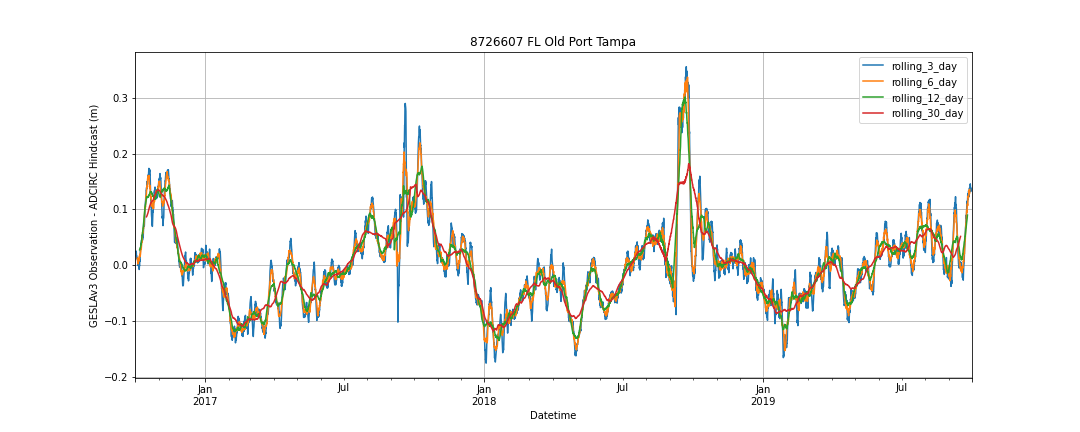 8726607 FL Old Port Tampa
GESLAv3 Observation - ADCIRC Hindcast (m)
0.3
0.2
0.1
0.0
−0.1
−0.2
rolling_3_day
rolling_6_day
rolling_12_day
rolling_30_day
Jan
2017
Jul
Jan
2018
Jul
Jan
2019
Jul
Datetime